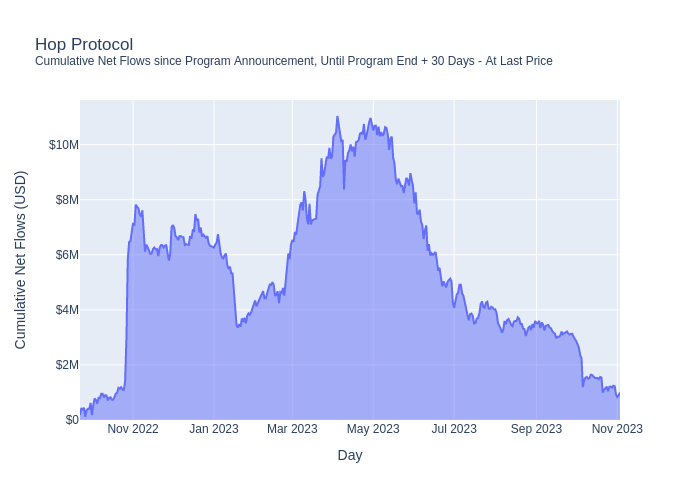 Hop Protocol
Cumulative Net Flows since Program Announcement, Until Program End + 30 Days - At Last Price
Cumulative Net Flows (USD)
$10M
$8M
$6M
$4M
$2M
$0
Nov 2022 Jan 2023 Mar 2023 May 2023 Jul 2023 Sep 2023 Nov 2023
Day